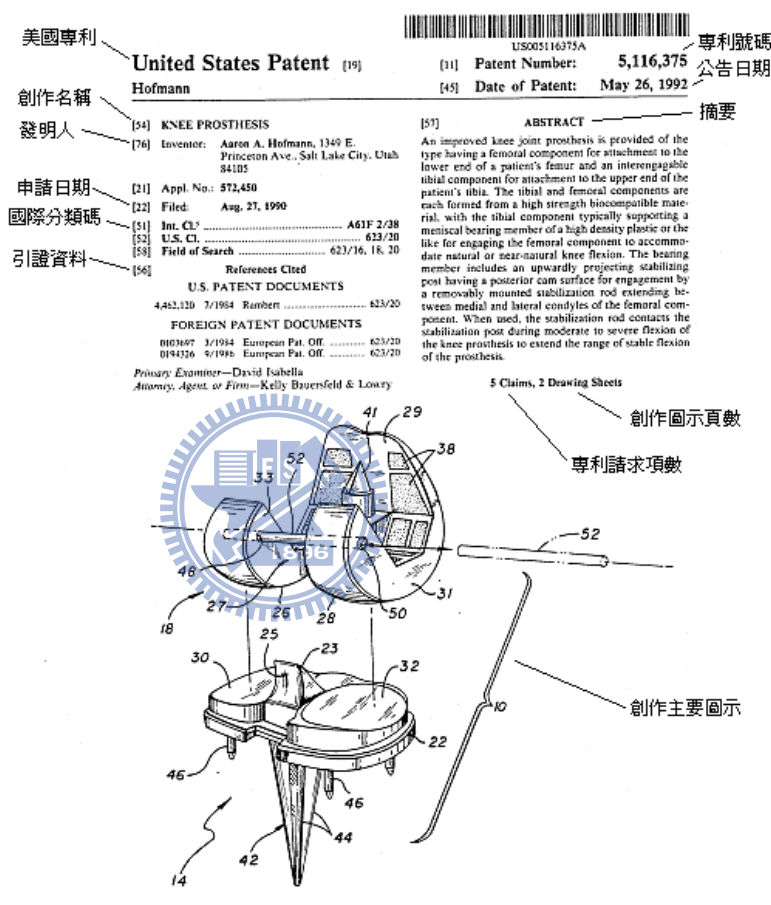 美國專利
US005116375A
專利號碼
United States Patent [19]
[11] Patent Number: 5,116,375
公告日期
Hofmann
[45] Date of Patent: May 26, 1992
創作名稱
[54] KNEE PROSTHESIS
發明人
[76] Inventor: Aaron A. Hofmann, 1349 E.
Princeton Ave., Salt Lake City, Utah
84105
申請日期
[21] Appl. No.: 572,450
[22] Filed: Aug. 27, 1990
國際分類碼
[51] Int. Cl.⁵ .......... A61F 2/38
[52] U.S. Cl. .......... 623/20
[58] Field of Search .......... 623/16, 18, 20
引證資料
[56] References Cited
U.S. PATENT DOCUMENTS
4,462,120 7/1984 Rambert .......... 623/20
FOREIGN PATENT DOCUMENTS
0103697 3/1984 European Pat. Off. .......... 623/20
0194326 9/1986 European Pat. Off. .......... 623/20
Primary Examiner—David Isabella
Attorney, Agent, or Firm—Kelly Bauersfeld & Lowry
[57] ABSTRACT
摘要
An improved knee joint prosthesis is provided of the
type having a femoral component for attachment to the
lower end of a patient's femur and an interengagable
tibial component for attachment to the upper end of the
patient's tibia. The tibial and femoral components are
each formed from a high strength biocompatible mate-
rial, with the tibial component typically supporting a
meniscal bearing member of a high density plastic or the
like for engaging the femoral component to accommo-
date natural or near-natural knee flexion. The bearing
member includes an upwardly projecting stabilizing
post having a posterior cam surface for engagement by
a removably mounted stabilization rod extending be-
tween medial and lateral condyles of the femoral com-
ponent. When used, the stabilization rod contacts the
stabilization post during moderate to severe flexion of
the knee prosthesis to extend the range of stable flexion
of the prosthesis.
5 Claims, 2 Drawing Sheets
創作圖示頁數
專利請求項數
41
29
38
52
33
52
1896
48
27
26
28
50
31
18
25
23
30
32
10
創作主要圖示
22
46
46
42
44
14